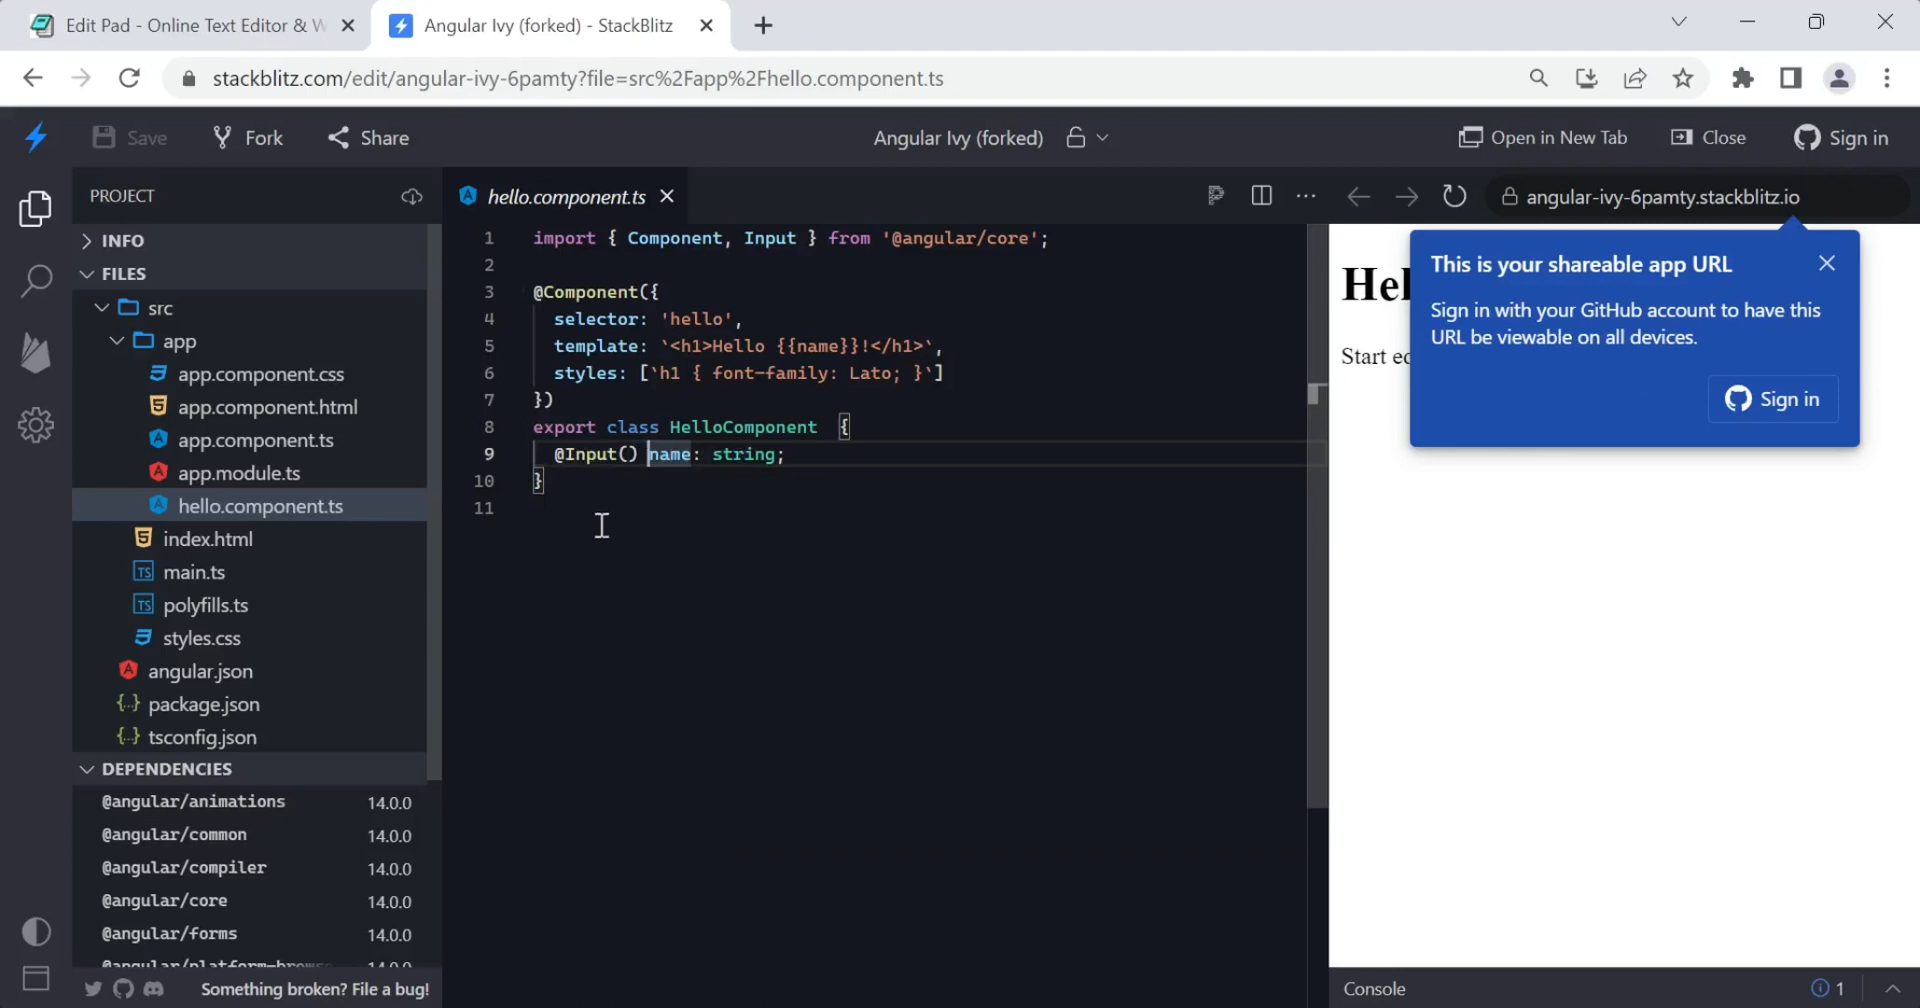 Edit Pad - Online Text Editor & W
Angular Ivy (forked) - StackBlitz
stackblitz.com/edit/angular-ivy-6pamty?file=src%2Fapp%2Fhello.component.ts
Save
Fork
Share
Angular Ivy (forked)
Open in New Tab
Close
Sign in
PROJECT
INFO
FILES
src
app
app.component.css
app.component.html
app.component.ts
app.module.ts
hello.component.ts
index.html
main.ts
polyfills.ts
styles.css
angular.json
package.json
tsconfig.json
DEPENDENCIES
@angular/animations 14.0.0
@angular/common 14.0.0
@angular/compiler 14.0.0
@angular/core 14.0.0
@angular/forms 14.0.0
Something broken? File a bug!
hello.component.ts
1 import { Component, Input } from '@angular/core';
2
3 @Component({
4 selector: 'hello',
5 template: `<h1>Hello {{name}}!</h1>`,
6 styles: [`h1 { font-family: Lato; }`]
7 })
8 export class HelloComponent {
9 @Input() name: string;
10 }
11
angular-ivy-6pamty.stackblitz.io
Hel
Start ed
This is your shareable app URL
Sign in with your GitHub account to have this
URL be viewable on all devices.
Sign in
Console
1